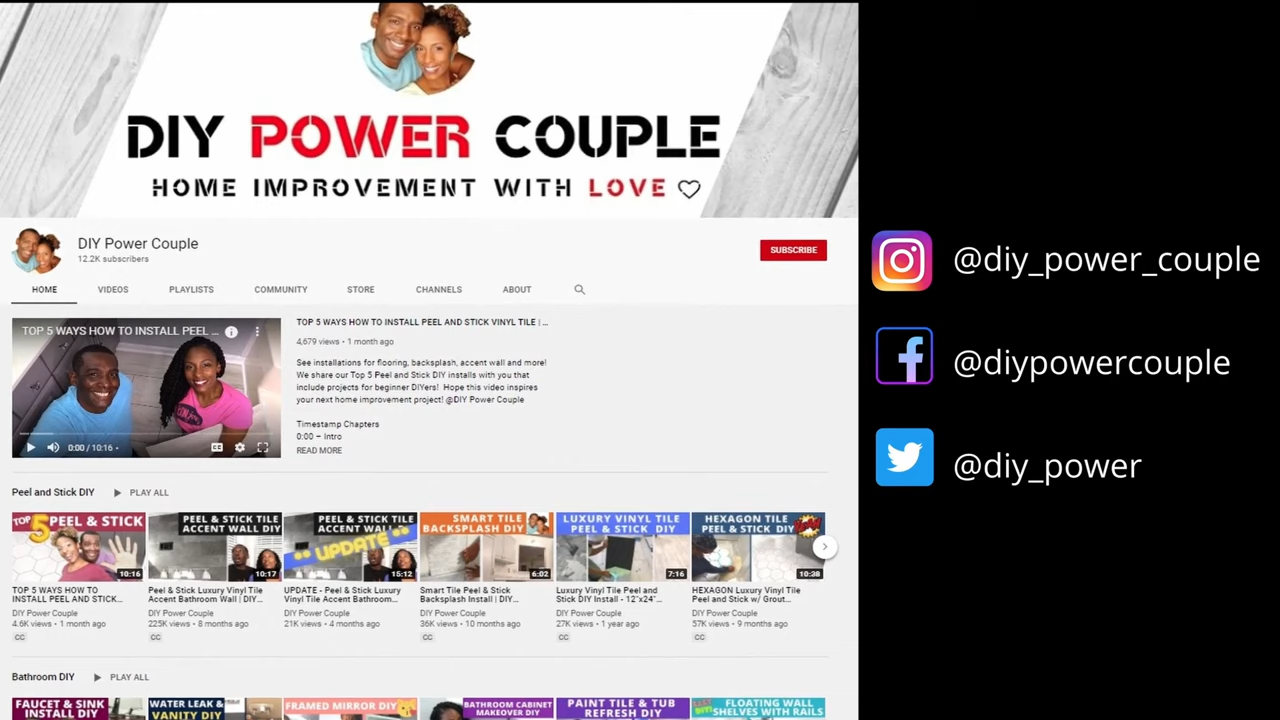 DIY POWER COUPLE
HOME IMPROVEMENT WITH LOVE
DIY Power Couple
12.2K subscribers
SUBSCRIBE
HOME
VIDEOS
PLAYLISTS
COMMUNITY
STORE
CHANNELS
ABOUT
TOP 5 WAYS HOW TO INSTALL PEEL ...
0:00 / 10:16
TOP 5 WAYS HOW TO INSTALL PEEL AND STICK VINYL TILE | ...
4,679 views • 1 month ago
See installations for flooring, backsplash, accent wall and more!
We share our Top 5 Peel and Stick DIY installs with you that
include projects for beginner DIYers! Hope this video inspires
your next home improvement project! @DIY Power Couple
Timestamp Chapters
0:00 – Intro
READ MORE
Peel and Stick DIY
PLAY ALL
TOP 5 PEEL & STICK
10:16
TOP 5 WAYS HOW TO
INSTALL PEEL AND STICK...
DIY Power Couple
4.6K views • 1 month ago
CC
PEEL & STICK TILE
ACCENT WALL DIY
10:17
Peel & Stick Luxury Vinyl Tile
Accent Bathroom Wall | DIY...
DIY Power Couple
225K views • 8 months ago
CC
PEEL & STICK TILE
ACCENT WALL
UPDATE
15:12
UPDATE - Peel & Stick Luxury
Vinyl Tile Accent Bathroom...
DIY Power Couple
21K views • 4 months ago
SMART TILE
BACKSPLASH DIY
6:02
Smart Tile Peel & Stick
Backsplash Install | DIY...
DIY Power Couple
36K views • 10 months ago
CC
LUXURY VINYL TILE
PEEL & STICK DIY
7:16
Luxury Vinyl Tile Peel and
Stick DIY Install - 12"x24"...
DIY Power Couple
27K views • 1 year ago
CC
HEXAGON TILE
PEEL & STICK DIY
10:38
HEXAGON Luxury Vinyl Tile
Peel and Stick w/ Grout...
DIY Power Couple
57K views • 9 months ago
CC
Bathroom DIY
PLAY ALL
FAUCET & SINK
INSTALL DIY
WATER LEAK &
VANITY DIY
FRAMED MIRROR DIY
BATHROOM CABINET
MAKEOVER DIY
PAINT TILE & TUB
REFRESH DIY
FLOATING WALL
SHELVES WITH RAILS
@diy_power_couple
@diypowercouple
@diy_power